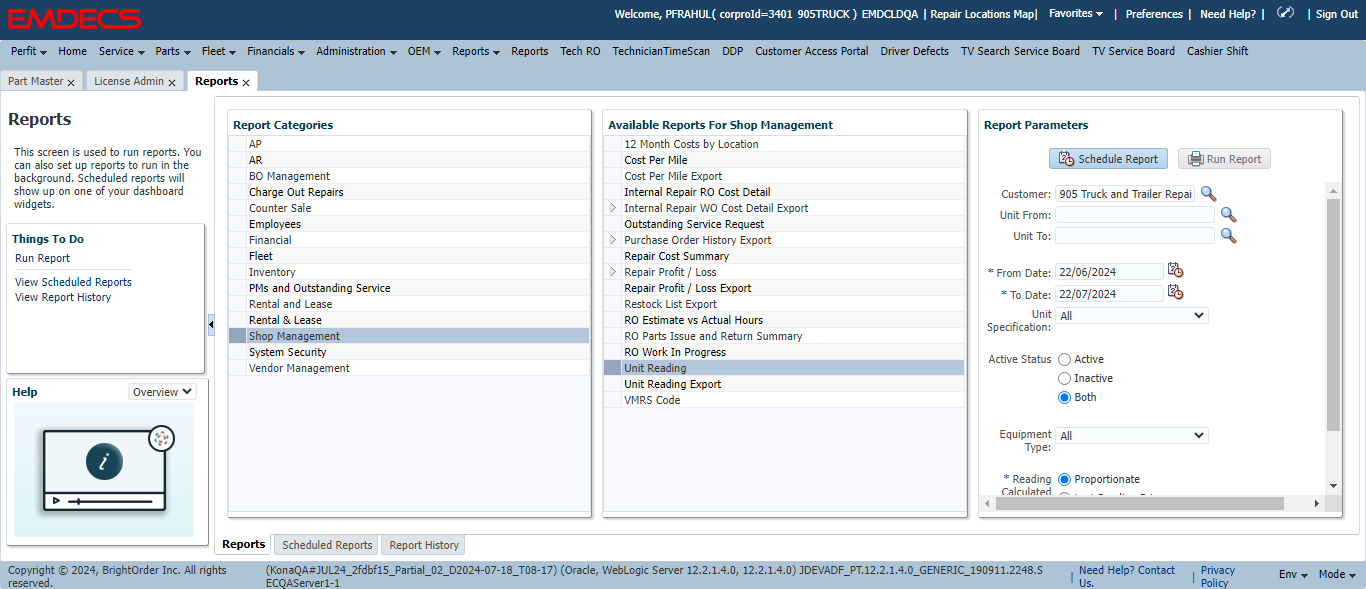 EMDECS
Welcome, PFRAHUL( corproId=3401 905TRUCK ) EMDCLDQA | Repair Locations Map| Favorites | Preferences | Need Help? | | Sign Out
Perfit Home Service Parts Fleet Financials Administration OEM Reports Reports Tech RO TechnicianTimeScan DDP Customer Access Portal Driver Defects TV Search Service Board TV Service Board Cashier Shift
Part Master x License Admin x Reports x
Reports
This screen is used to run reports. You
can also set up reports to run in the
background. Scheduled reports will
show up on one of your dashboard
widgets.
Things To Do
Run Report
View Scheduled Reports
View Report History
Help
Overview
i
Report Categories
AP
AR
BO Management
Charge Out Repairs
Counter Sale
Employees
Financial
Fleet
Inventory
PMs and Outstanding Service
Rental and Lease
Rental & Lease
Shop Management
System Security
Vendor Management
Available Reports For Shop Management
12 Month Costs by Location
Cost Per Mile
Cost Per Mile Export
Internal Repair RO Cost Detail
Internal Repair WO Cost Detail Export
Outstanding Service Request
Purchase Order History Export
Repair Cost Summary
Repair Profit / Loss
Repair Profit / Loss Export
Restock List Export
RO Estimate vs Actual Hours
RO Parts Issue and Return Summary
RO Work In Progress
Unit Reading
Unit Reading Export
VMRS Code
Report Parameters
Schedule Report Run Report
Customer: 905 Truck and Trailer Repai
Unit From:
Unit To:
* From Date: 22/06/2024
* To Date: 22/07/2024
Unit All
Specification:
Active Status Active
Inactive
Both
Equipment All
Type:
* Reading Proportionate
Calculated
Reports Scheduled Reports Report History
Copyright © 2024, BrightOrder Inc. All rights
reserved.
(KonaQA#JUL24_2fdbf15_Partial_02_D2024-07-18_T08-17) (Oracle, WebLogic Server 12.2.1.4.0, 12.2.1.4.0) JDEVADF_PT.12.2.1.4.0_GENERIC_190911.2248.S
ECQAServer1-1
| Need Help? Contact
Us.
| Privacy
Policy
Env Mode